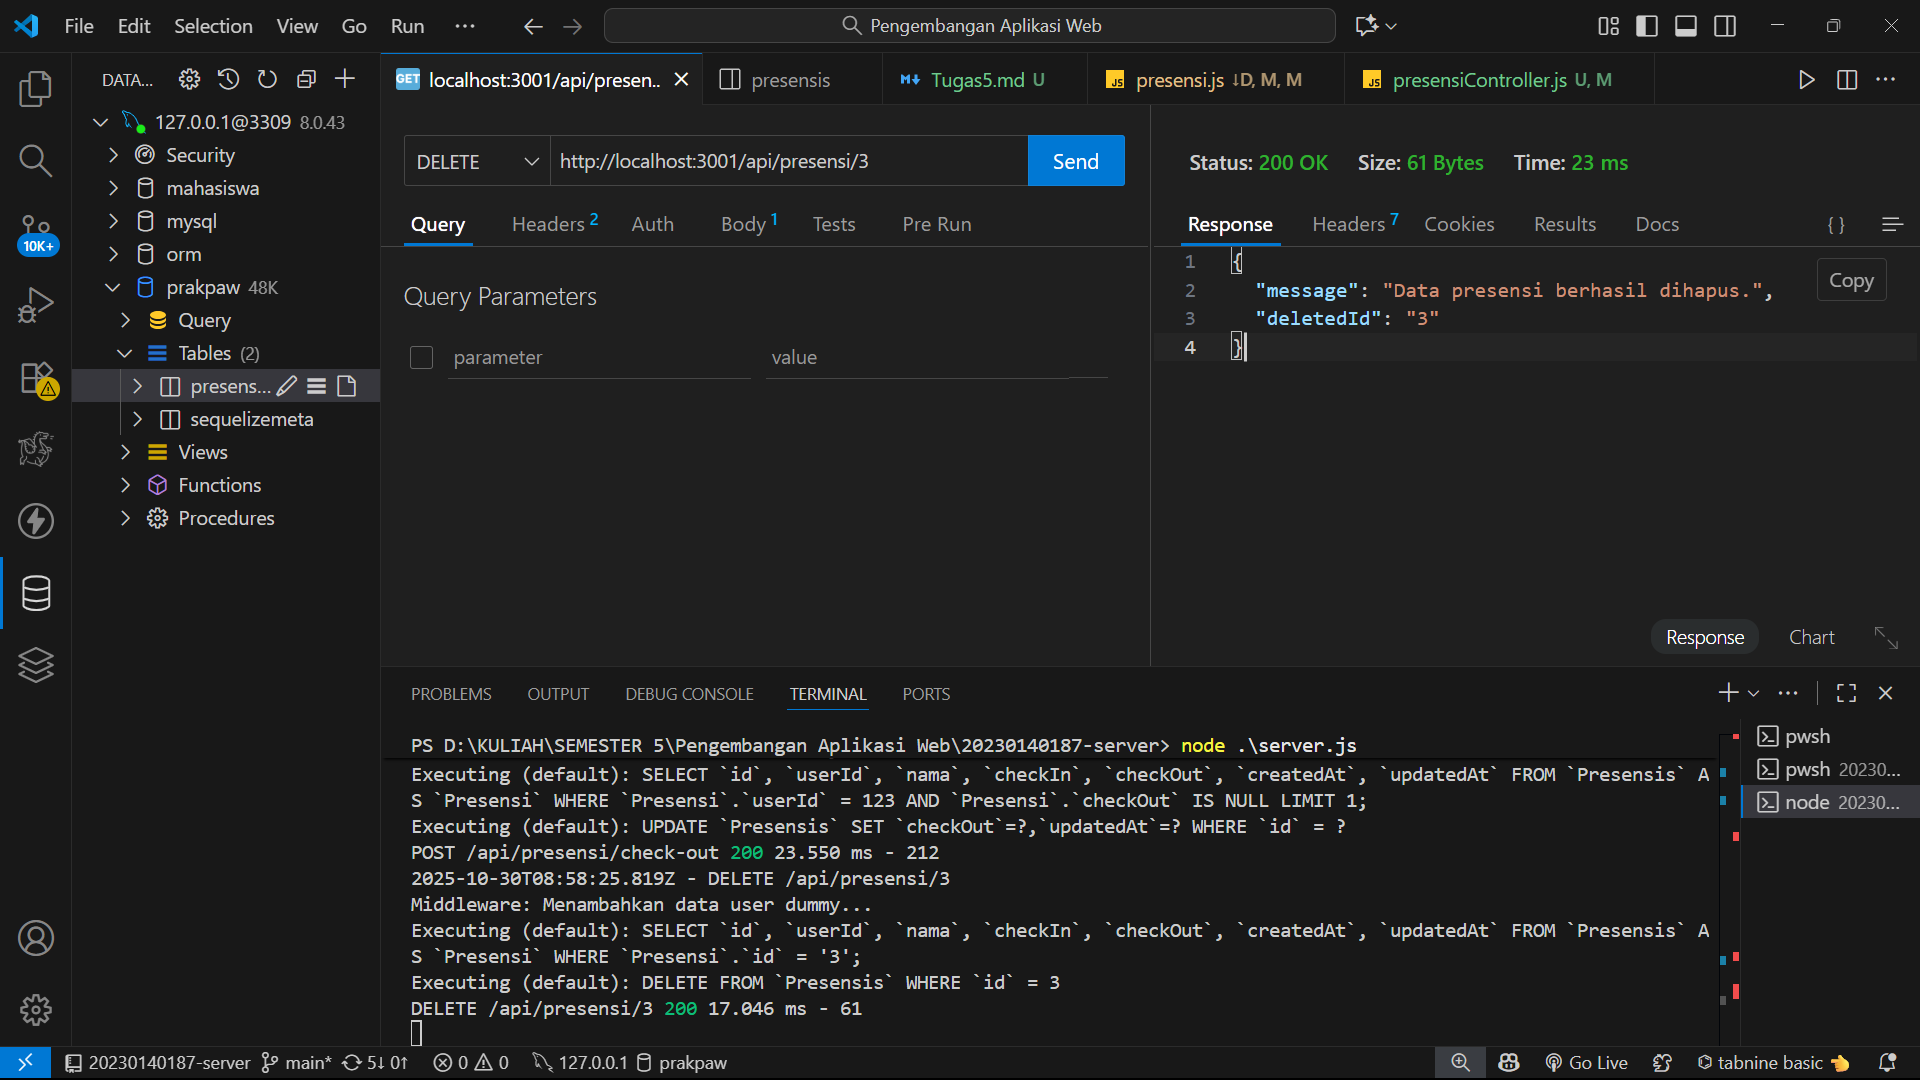 File Edit Selection View Go Run ··· Pengembangan Aplikasi Web
DATA...
127.0.0.1@3309 8.0.43
Security
mahasiswa
mysql
orm
prakpaw 48K
Query
Tables (2)
presens...
sequelizemeta
Views
Functions
Procedures
10K+
GET localhost:3001/api/presen..
presensis
Tugas5.md U
JS presensi.js ↓D, M, M
JS presensiController.js U, M
DELETE http://localhost:3001/api/presensi/3 Send
Query Headers 2 Auth Body 1 Tests Pre Run
Query Parameters
parameter value
Status: 200 OK Size: 61 Bytes Time: 23 ms
Response Headers 7 Cookies Results Docs { }
1 {
2 "message": "Data presensi berhasil dihapus.",
3 "deletedId": "3"
4 }
Copy
Response Chart
PROBLEMS OUTPUT DEBUG CONSOLE TERMINAL PORTS
PS D:\KULIAH\SEMESTER 5\Pengembangan Aplikasi Web\20230140187-server> node .\server.js
Executing (default): SELECT `id`, `userId`, `nama`, `checkIn`, `checkOut`, `createdAt`, `updatedAt` FROM `Presensis` A
S `Presensi` WHERE `Presensi`.`userId` = 123 AND `Presensi`.`checkOut` IS NULL LIMIT 1;
Executing (default): UPDATE `Presensis` SET `checkOut`=?,`updatedAt`=? WHERE `id` = ?
POST /api/presensi/check-out 200 23.550 ms - 212
2025-10-30T08:58:25.819Z - DELETE /api/presensi/3
Middleware: Menambahkan data user dummy...
Executing (default): SELECT `id`, `userId`, `nama`, `checkIn`, `checkOut`, `createdAt`, `updatedAt` FROM `Presensis` A
S `Presensi` WHERE `Presensi`.`id` = '3';
Executing (default): DELETE FROM `Presensis` WHERE `id` = 3
DELETE /api/presensi/3 200 17.046 ms - 61
pwsh
pwsh 20230...
node 20230...
20230140187-server main* 5↓ 0↑ 0 0 127.0.0.1 prakpaw Go Live tabnine basic